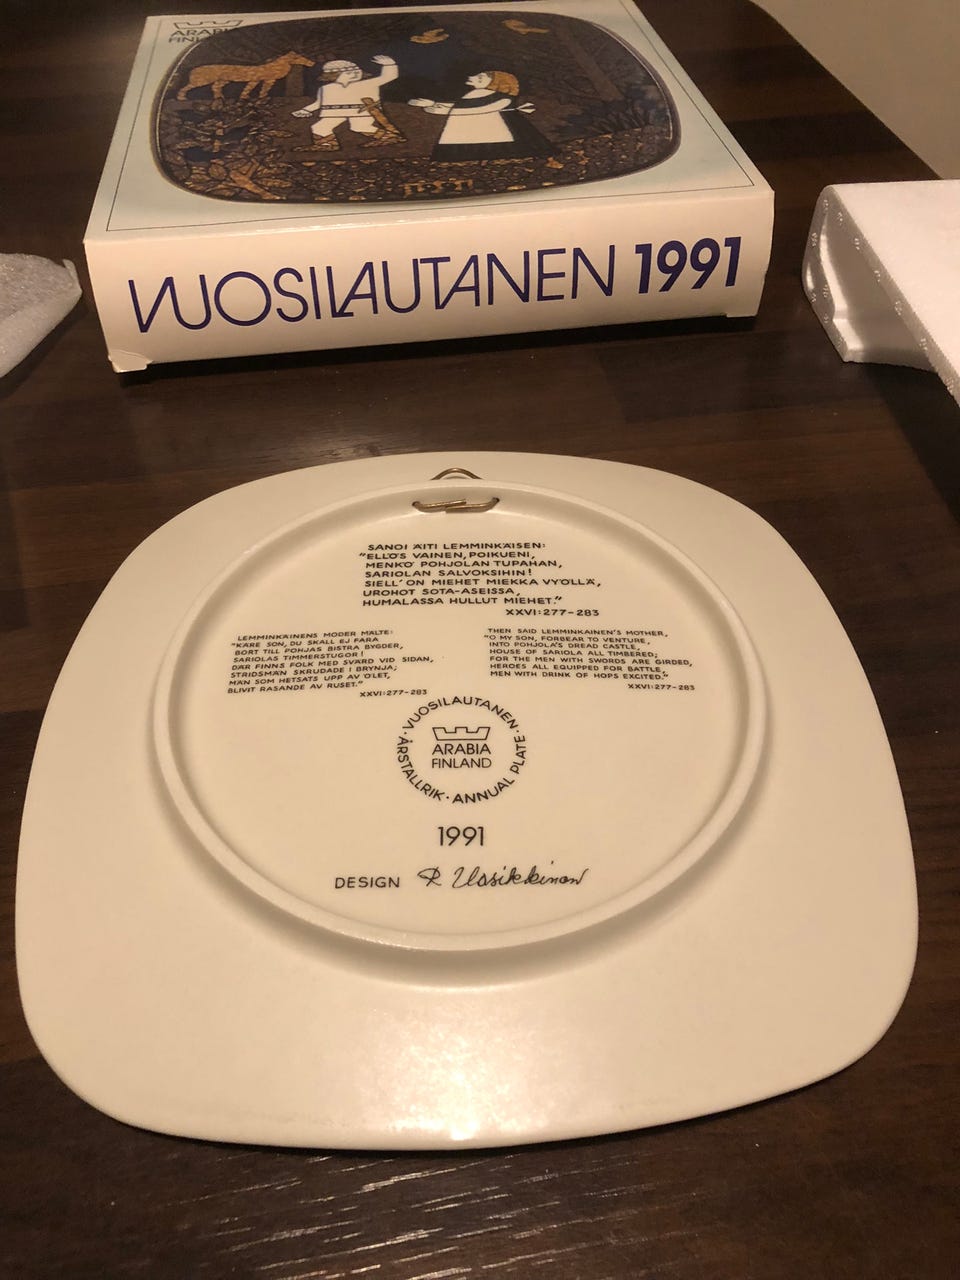 ARABIA
FINLAND
VUOSILAUTANEN 1991
SANOI ÄITI LEMMINKÄISEN:
"ELLÖS VAINEN, POIKUENI,
MENKÖ POHJOLAN TUPAHAN,
SARIOLAN SALVOKSIHIN!
SIELL' ON MIEHET MIEKKA VYÖLLÄ,
UROHOT SOTA-ASEISSA,
HUMALASSA HULLUT MIEHET."
XXVI:277-283
LEMMINKÄINENS MODER MÄLTE:
"KÄRE SON, DU SKALL EJ FARA
BORT TILL POHJAS BISTRA BYGDER,
SARIOLAS TIMMERSTUGOR!
DÄR FINNS FOLK MED SVÄRD VID SIDAN,
STRIDSMÄN SKRUDADE I BRYNJA;
MÄN SOM HETSATS UPP AV ÖLET,
BLIVIT RASANDE AV RUSET."
XXVI:277-283
THEN SAID LEMMINKAINEN'S MOTHER,
"O MY SON, FORBEAR TO VENTURE,
INTO POHJOLA'S DREAD CASTLE,
HOUSE OF SARIOLA ALL TIMBERED;
FOR THE MEN WITH SWORDS ARE GIRDED,
HEROES ALL EQUIPPED FOR BATTLE,
MEN WITH DRINK OF HOPS EXCITED."
XXVI:277-283
·VUOSILAUTANEN·
ÅRSTALLRIK · ANNUAL PLATE
ARABIA
FINLAND
1991
DESIGN R Uosikkinen